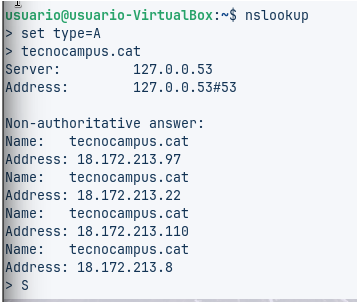 usuario@usuario-VirtualBox:~$ nslookup
> set type=A
> tecnocampus.cat
Server:         127.0.0.53
Address:        127.0.0.53#53

Non-authoritative answer:
Name:   tecnocampus.cat
Address: 18.172.213.97
Name:   tecnocampus.cat
Address: 18.172.213.22
Name:   tecnocampus.cat
Address: 18.172.213.110
Name:   tecnocampus.cat
Address: 18.172.213.8
> S